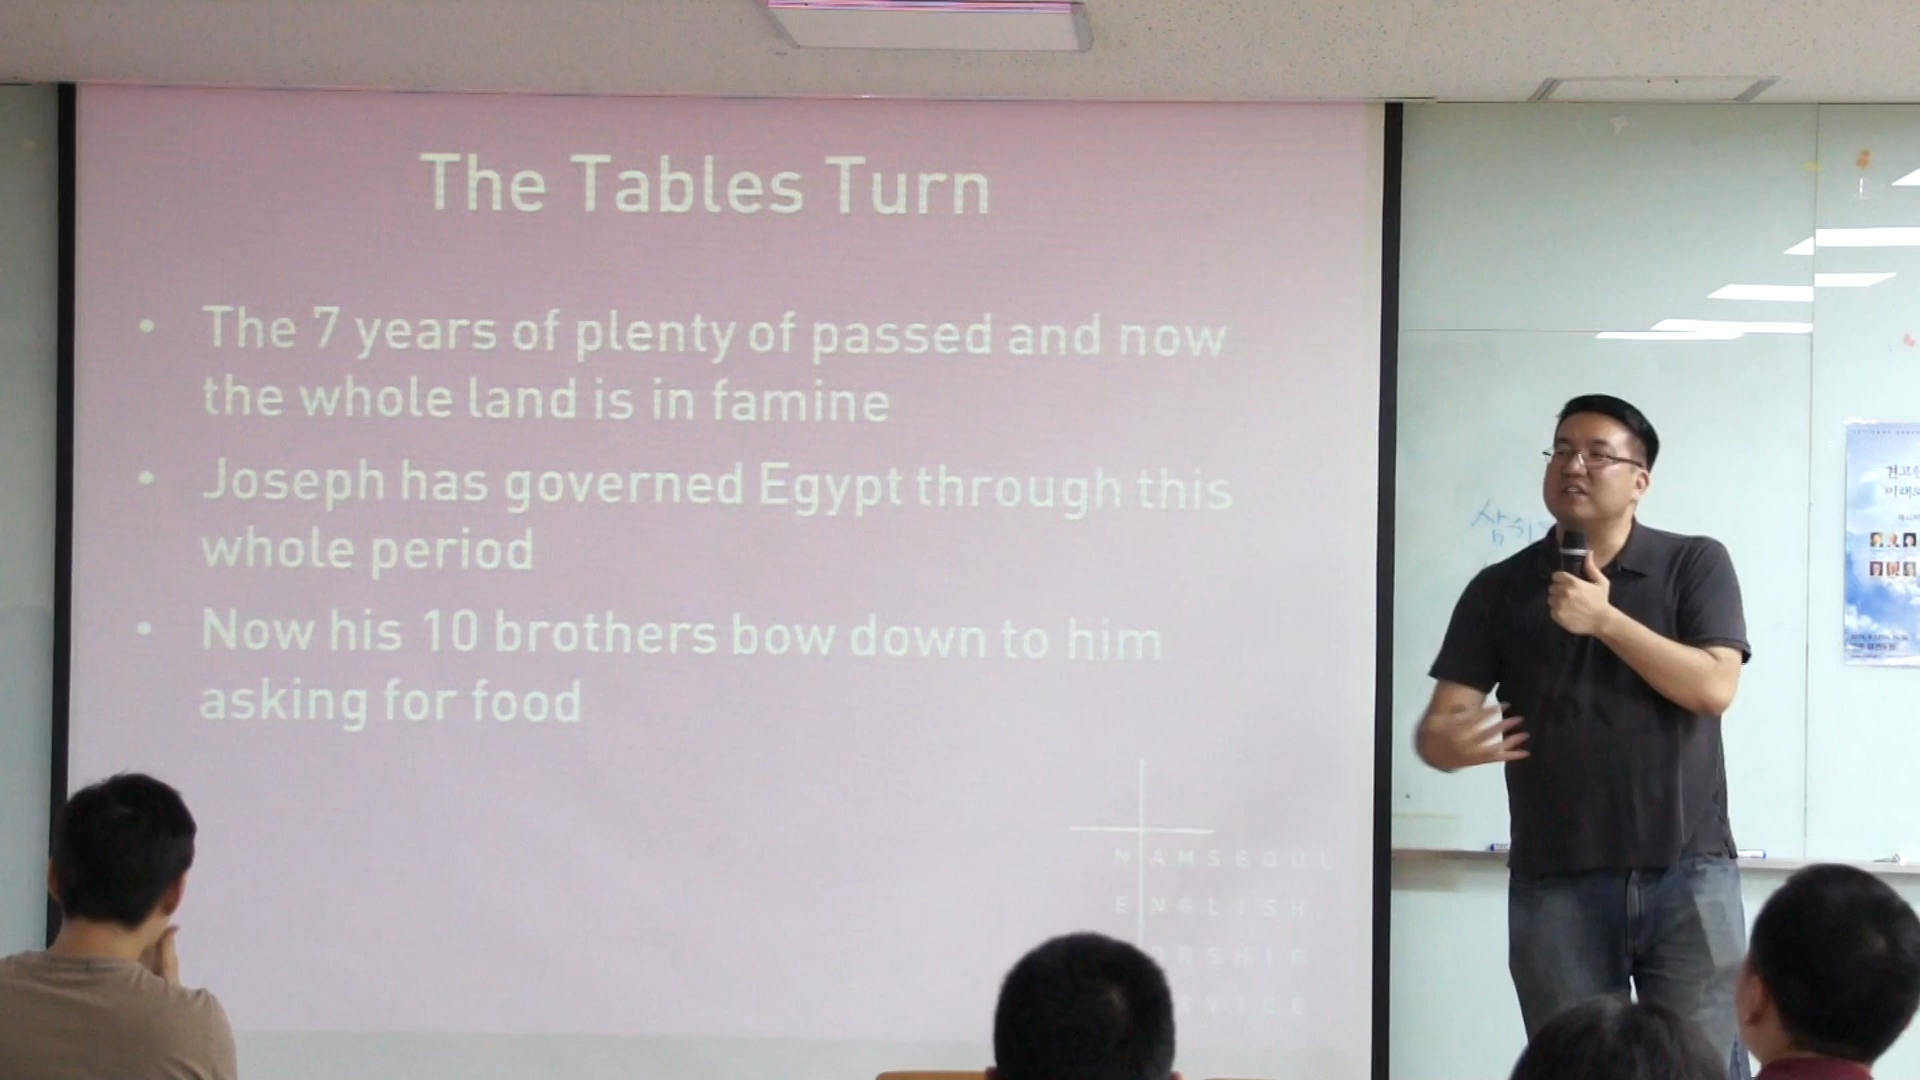 The Tables Turn
• The 7 years of plenty of passed and now
the whole land is in famine
• Joseph has governed Egypt through this
whole period
• Now his 10 brothers bow down to him
asking for food
NAMSEOUL
ENGLISH